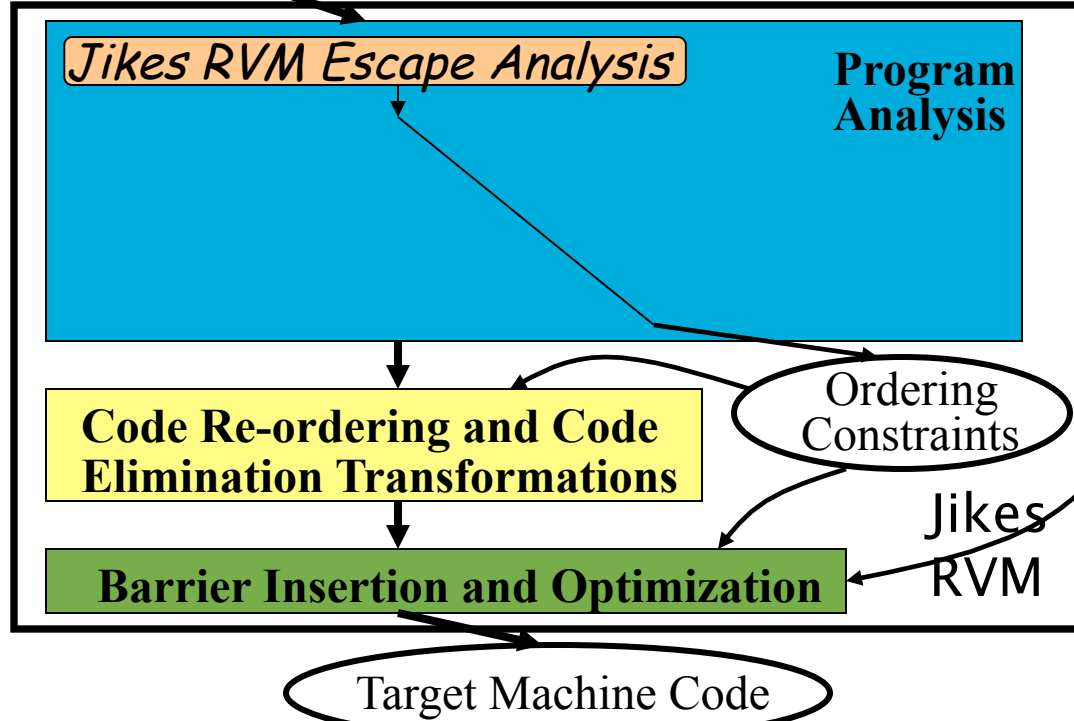 Jikes RVM Escape Analysis
Program
Analysis
Ordering
Constraints
Code Re-ordering and Code
Elimination Transformations
Jikes
RVM
Barrier Insertion and Optimization
Target Machine Code